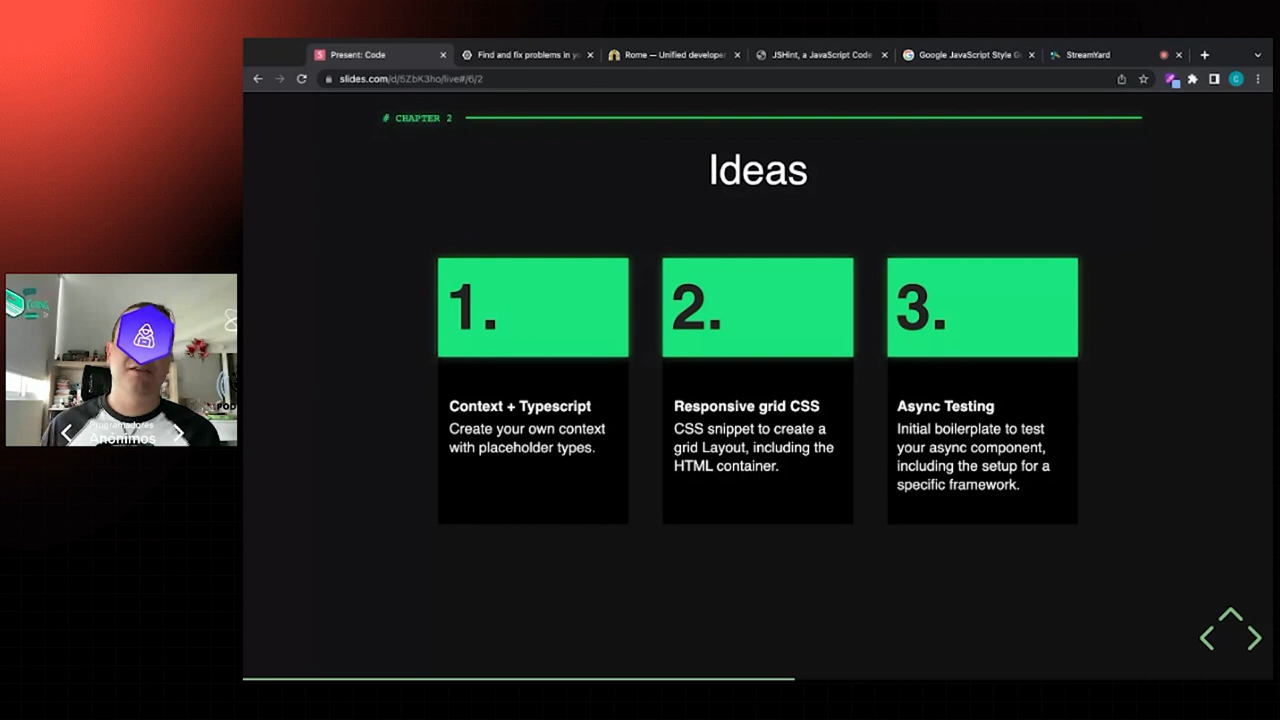 Present: Code
Find and fix problems in yo
Rome — Unified develope
JSHint, a JavaScript Code
Google JavaScript Style G
StreamYard
slides.com/d/5ZbK3ho/live#/6/2
# CHAPTER 2
Ideas
1.
Context + Typescript
Create your own context
with placeholder types.
2.
Responsive grid CSS
CSS snippet to create a
grid Layout, including the
HTML container.
3.
Async Testing
Initial boilerplate to test
your async component,
including the setup for a
specific framework.
Programadores
Anónimos